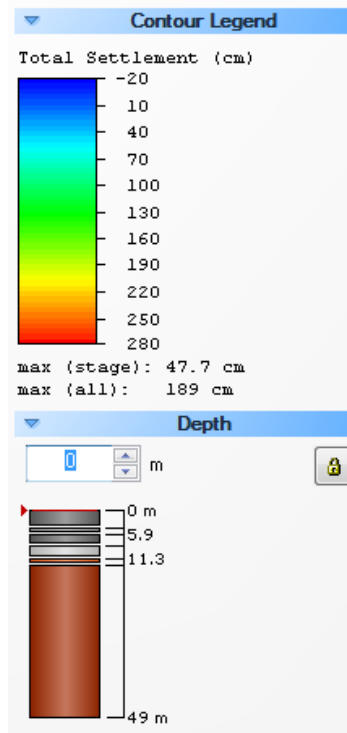 Contour Legend
Total Settlement (cm)
-20
10
40
70
100
130
160
190
220
250
280
max (stage): 47.7 cm
max (all): 189 cm
Depth
0 m
0 m
5.9
11.3
49 m